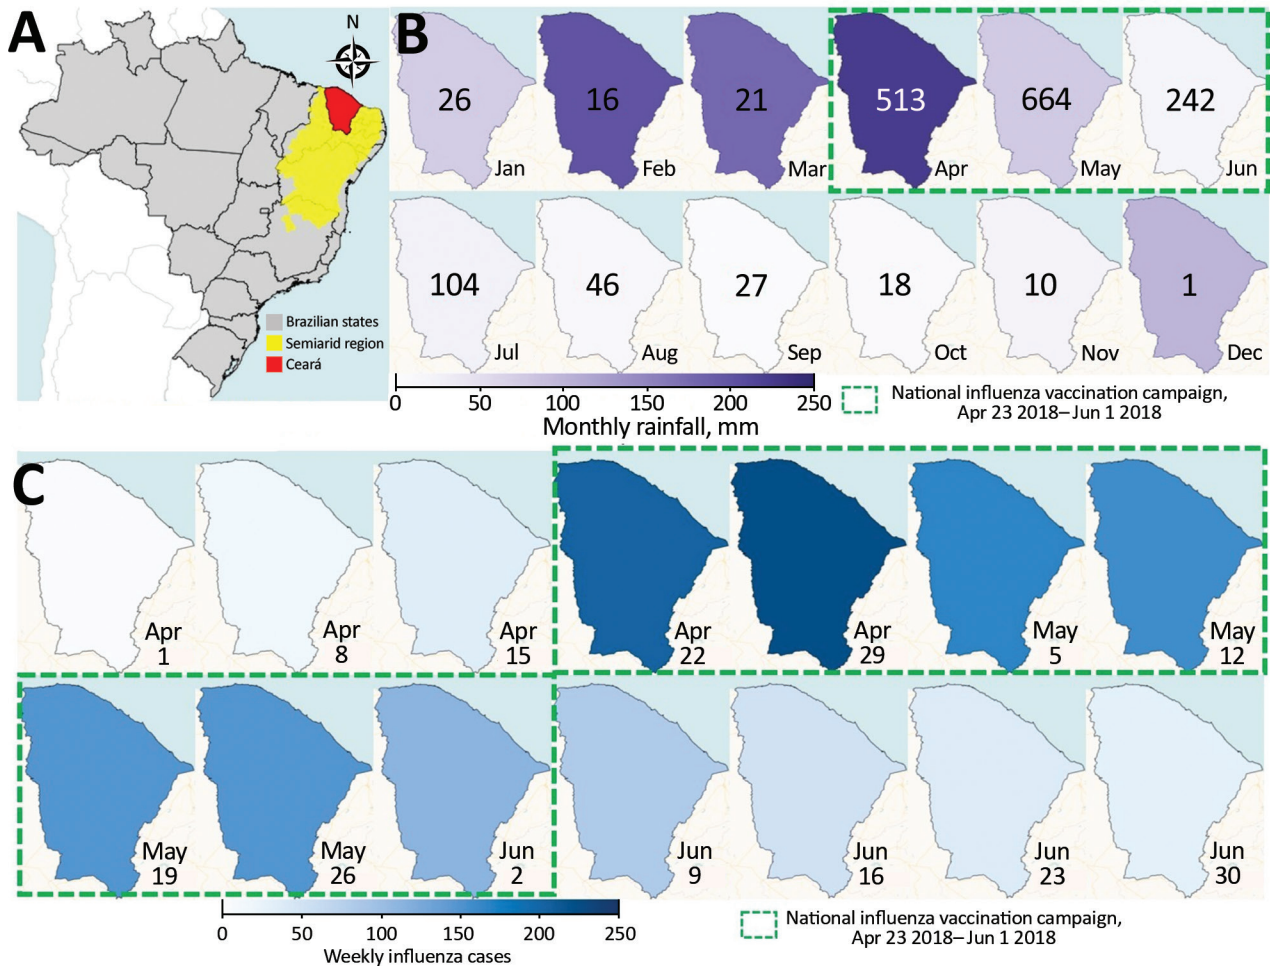 A
N
Brazilian states
Semiarid region
Ceará
B
26
Jan
16
Feb
21
Mar
513
Apr
664
May
242
Jun
104
Jul
46
Aug
27
Sep
18
Oct
10
Nov
1
Dec
0 50 100 150 200 250
Monthly rainfall, mm
National influenza vaccination campaign,
Apr 23 2018–Jun 1 2018
C
Apr
1
Apr
8
Apr
15
Apr
22
Apr
29
May
5
May
12
May
19
May
26
Jun
2
Jun
9
Jun
16
Jun
23
Jun
30
0 50 100 150 200 250
Weekly influenza cases
National influenza vaccination campaign,
Apr 23 2018–Jun 1 2018